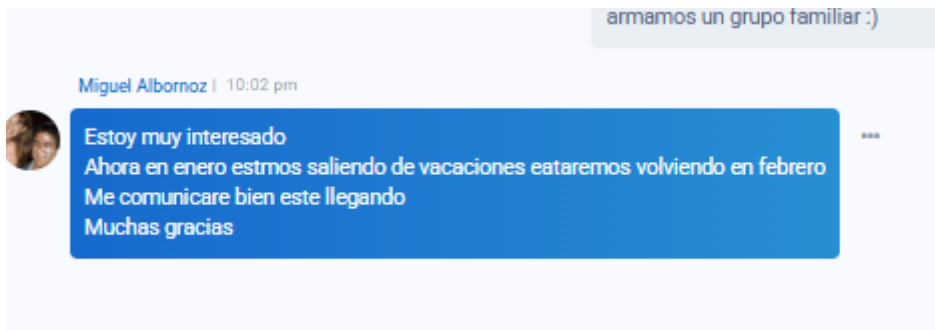 armamos un grupo familiar :)
Miguel Albornoz | 10:02 pm
Estoy muy interesado
Ahora en enero estmos saliendo de vacaciones eataremos volviendo en febrero
Me comunicare bien este llegando
Muchas gracias